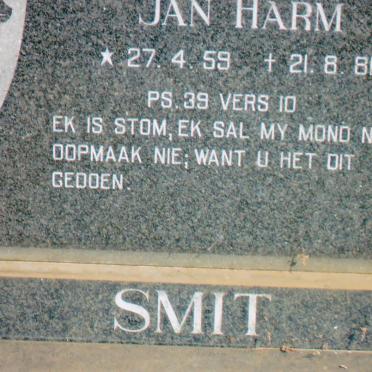 JAN HARM
★ 27. 4. 59 † 21. 8.
PS. 39 VERS 10
EK IS STOM, EK SAL MY MOND
OOPMAAK NIE; WANT U HET DIT
GEDOEN.
SMIT